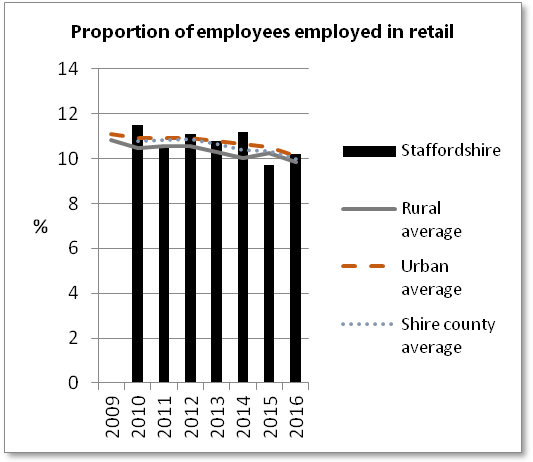 Proportion of employees employed in retail
14
12
10
8
6
4
2
0
%
2009
2010
2011
2012
2013
2014
2015
2016
Staffordshire
Rural
average
Urban
average
Shire county
average